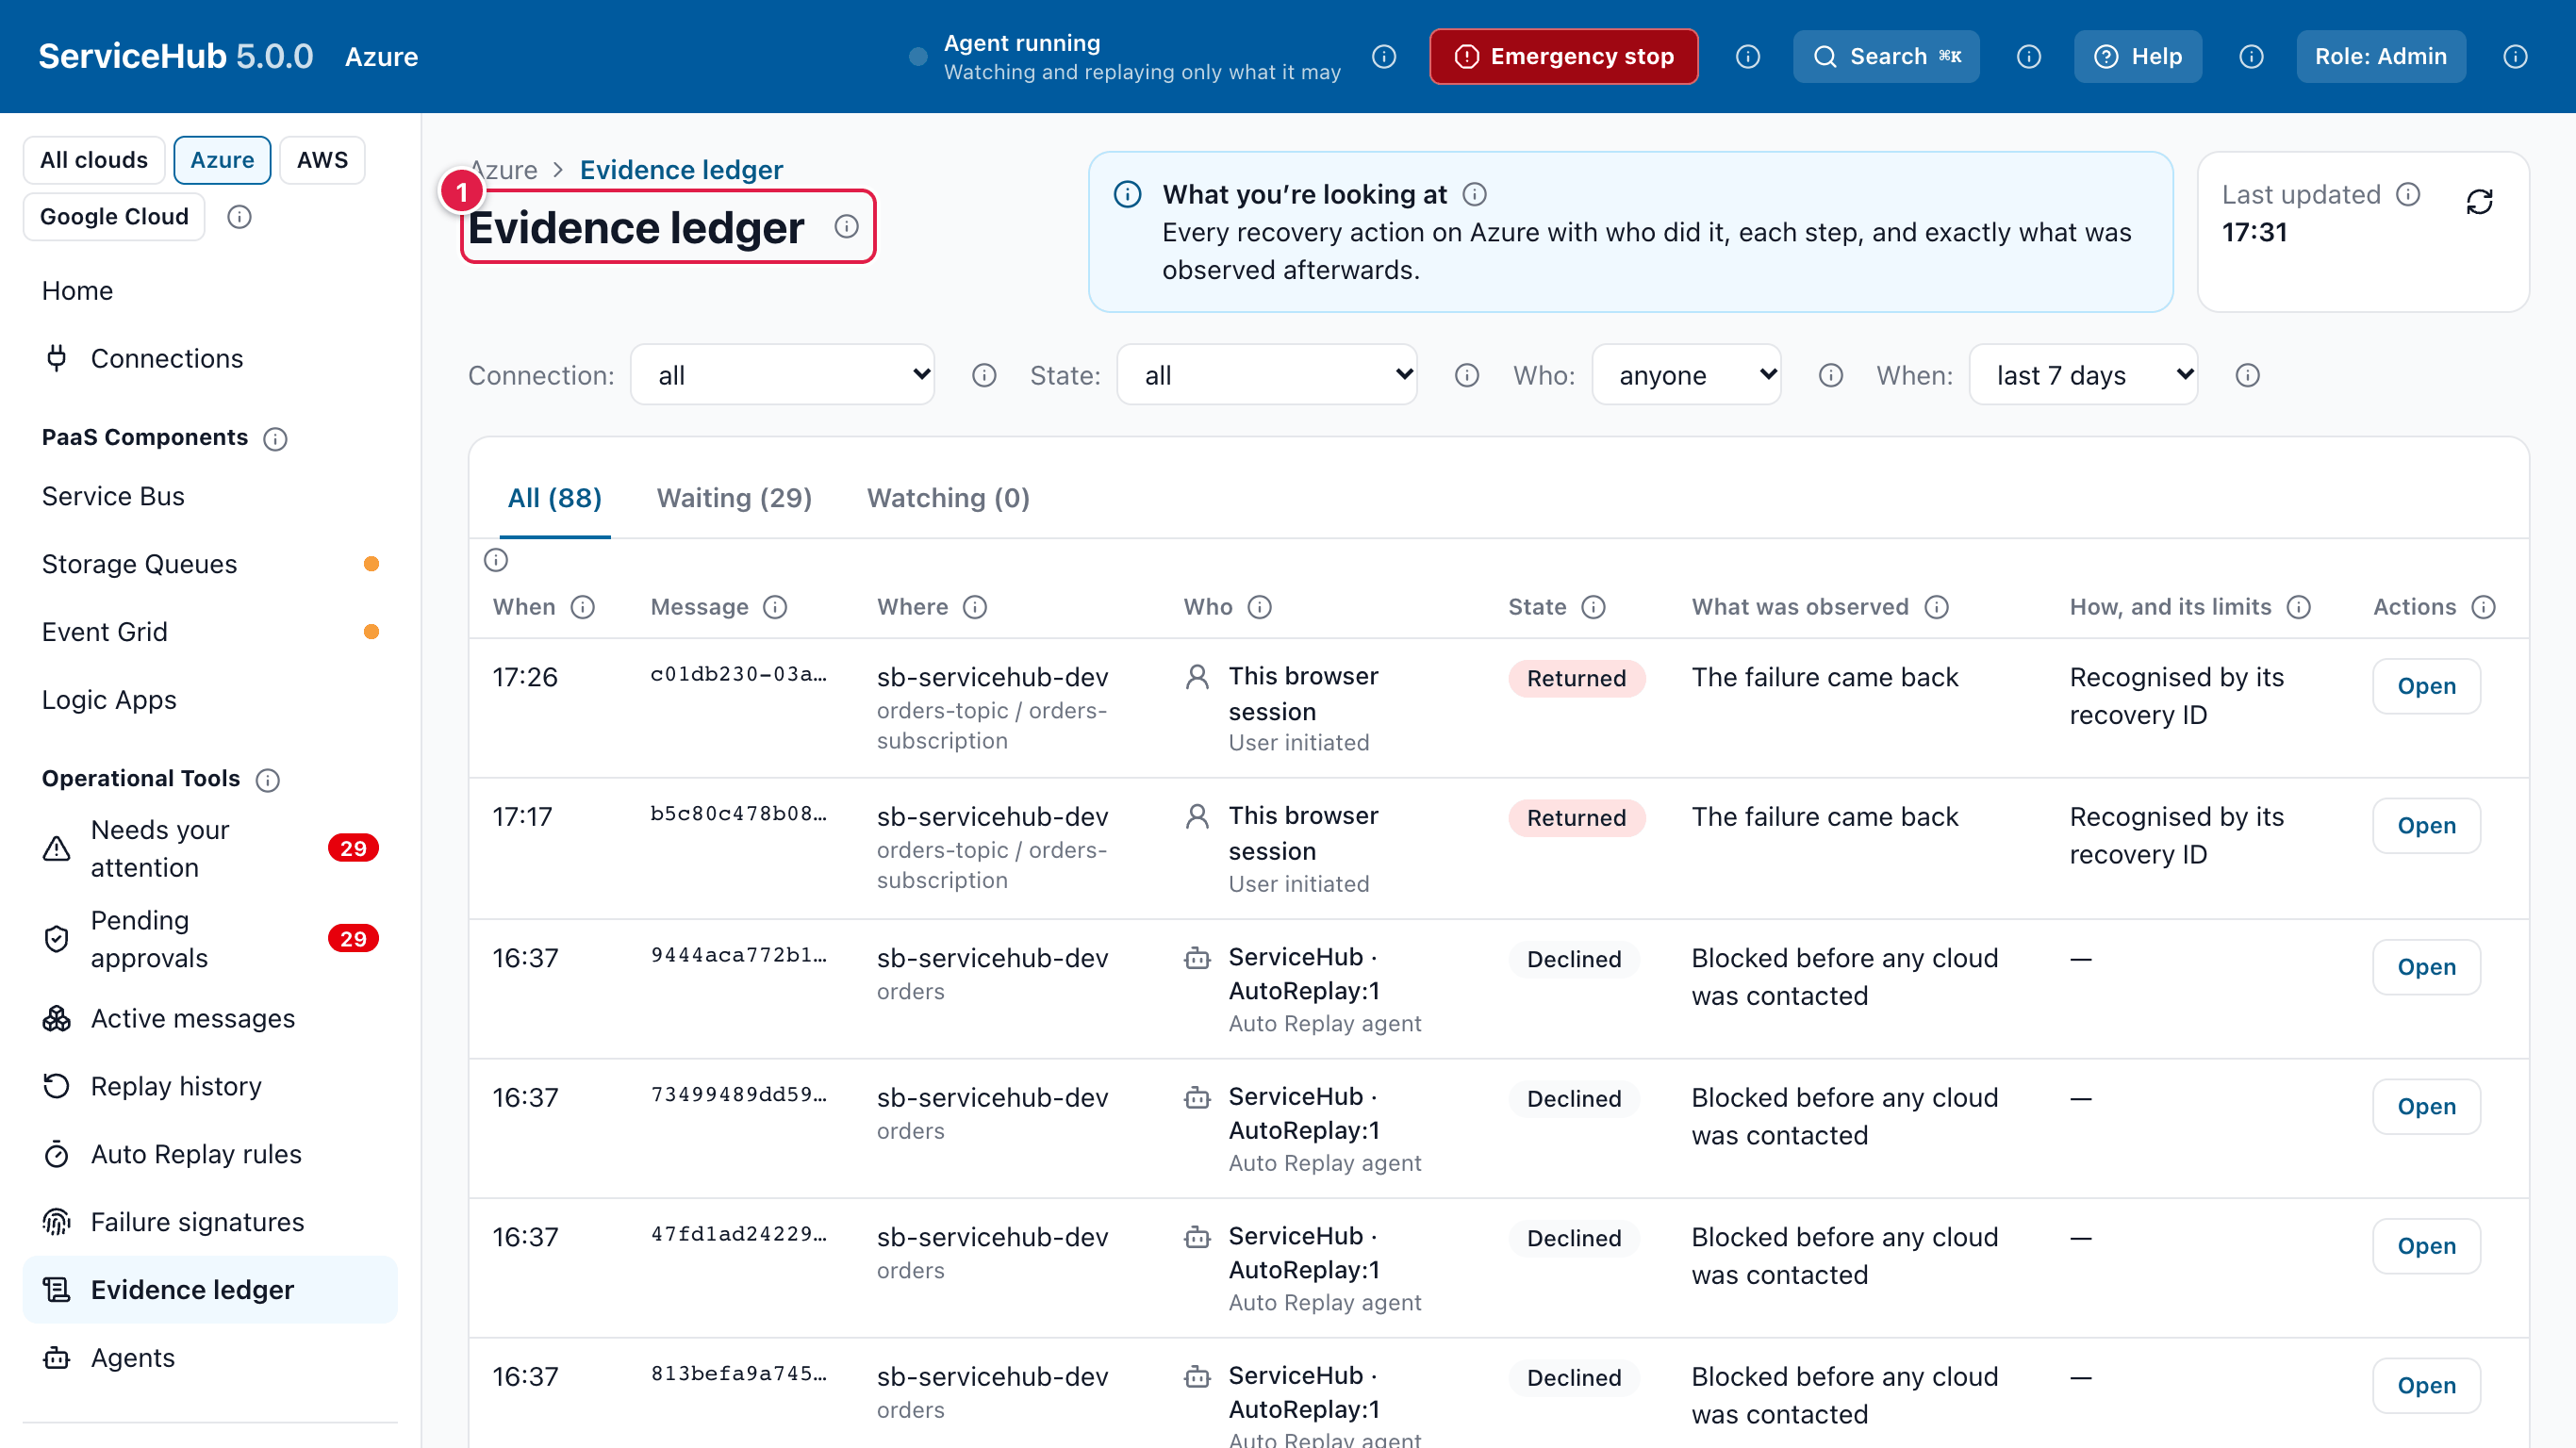 ServiceHub 5.0.0 Azure
Agent running
Watching and replaying only what it may
Emergency stop
Search ⌘K
Help
Role: Admin
All clouds
Azure
AWS
Google Cloud
Home
Connections
PaaS Components
Service Bus
Storage Queues
Event Grid
Logic Apps
Operational Tools
Needs your
attention
29
Pending
approvals
29
Active messages
Replay history
Auto Replay rules
Failure signatures
Evidence ledger
Agents
Azure > Evidence ledger
1
Evidence ledger
What you’re looking at
Every recovery action on Azure with who did it, each step, and exactly what was
observed afterwards.
Last updated
17:31
Connection: all
State: all
Who: anyone
When: last 7 days
All (88)
Waiting (29)
Watching (0)
When Message Where Who State What was observed How, and its limits Actions
17:26
c01db230-03a…
sb-servicehub-dev
orders-topic / orders-
subscription
This browser
session
User initiated
Returned
The failure came back
Recognised by its
recovery ID
Open
17:17
b5c80c478b08…
sb-servicehub-dev
orders-topic / orders-
subscription
This browser
session
User initiated
Returned
The failure came back
Recognised by its
recovery ID
Open
16:37
9444aca772b1…
sb-servicehub-dev
orders
ServiceHub ·
AutoReplay:1
Auto Replay agent
Declined
Blocked before any cloud
was contacted
—
Open
16:37
73499489dd59…
sb-servicehub-dev
orders
ServiceHub ·
AutoReplay:1
Auto Replay agent
Declined
Blocked before any cloud
was contacted
—
Open
16:37
47fd1ad24229…
sb-servicehub-dev
orders
ServiceHub ·
AutoReplay:1
Auto Replay agent
Declined
Blocked before any cloud
was contacted
—
Open
16:37
813befa9a745…
sb-servicehub-dev
orders
ServiceHub ·
AutoReplay:1
Auto Replay agent
Declined
Blocked before any cloud
was contacted
—
Open